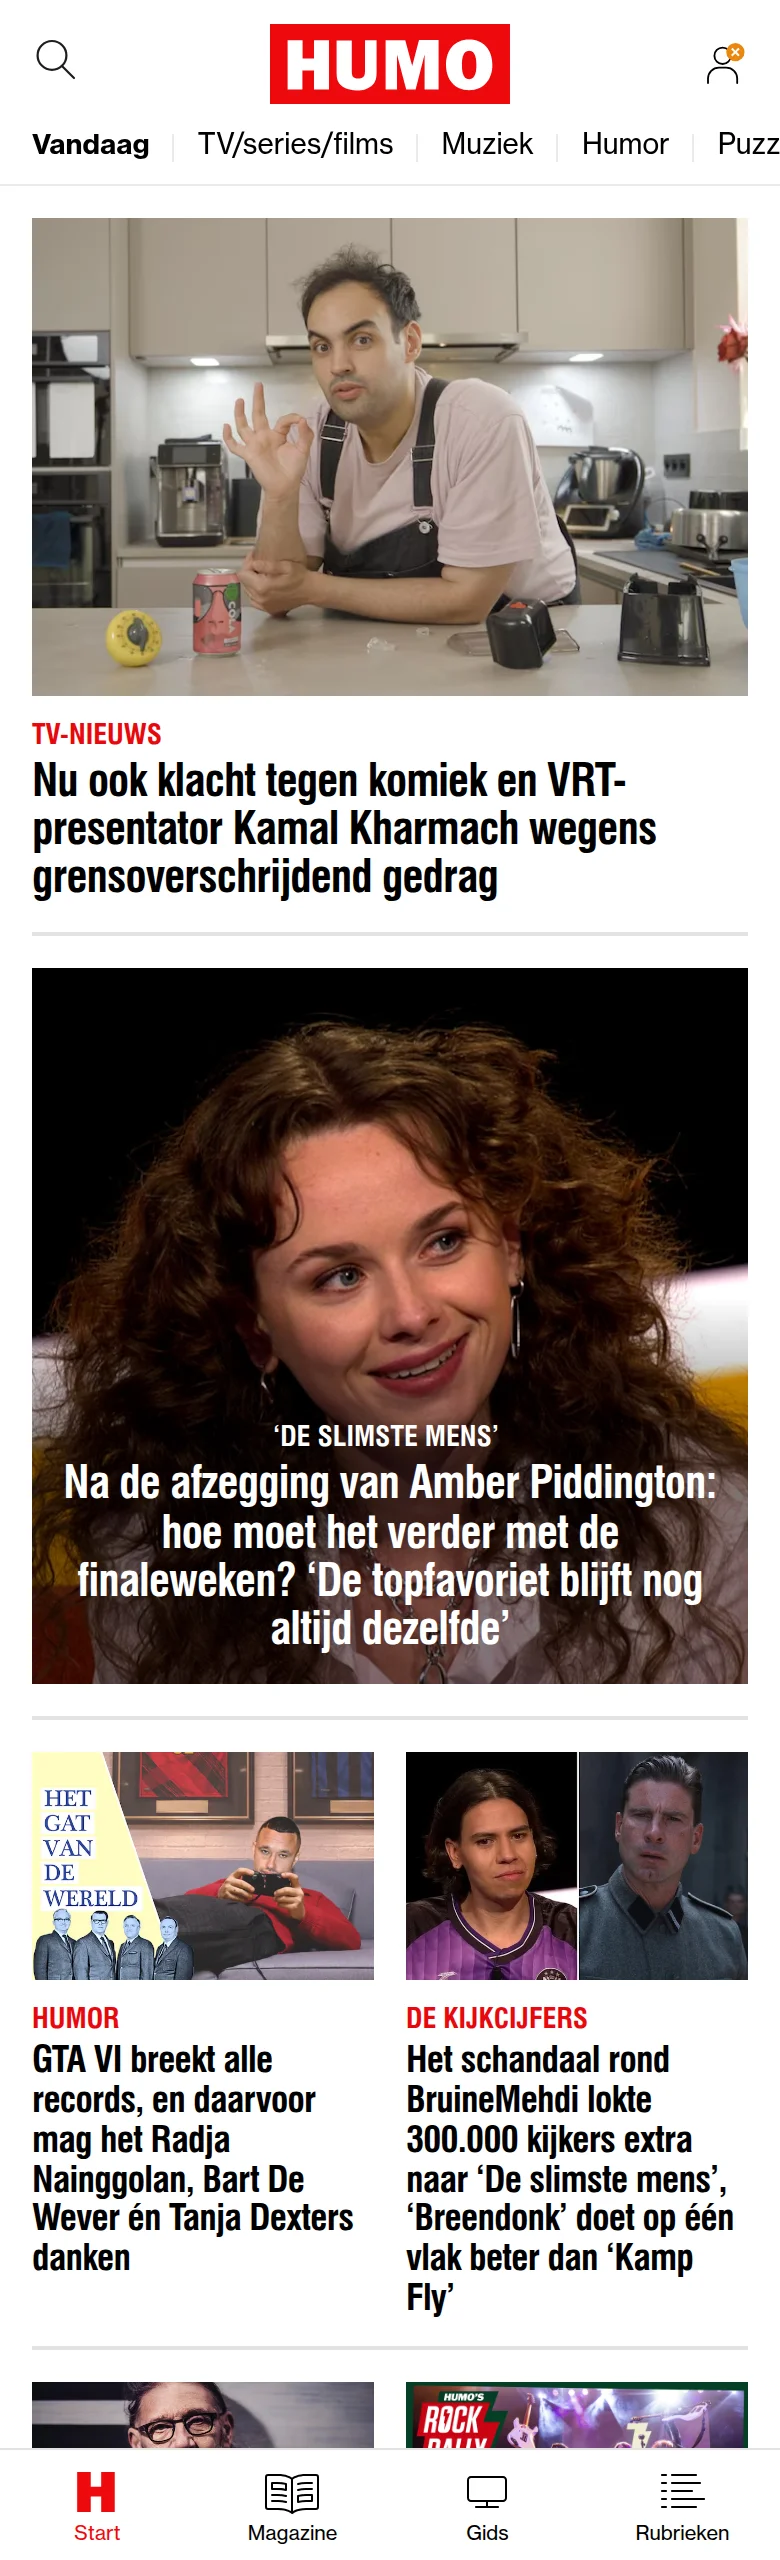 HUMO
Vandaag
TV/series/films
Muziek
Humor
Puzz
COLA
TV-NIEUWS
Nu ook klacht tegen komiek en VRT-
presentator Kamal Kharmach wegens
grensoverschrijdend gedrag
‘DE SLIMSTE MENS’
Na de afzegging van Amber Piddington:
hoe moet het verder met de
finaleweken? ‘De topfavoriet blijft nog
altijd dezelfde’
HET
GAT
VAN
DE
WERELD
HUMOR
GTA VI breekt alle
records, en daarvoor
mag het Radja
Nainggolan, Bart De
Wever én Tanja Dexters
danken
DE KIJKCIJFERS
Het schandaal rond
BruineMehdi lokte
300.000 kijkers extra
naar ‘De slimste mens’,
‘Breendonk’ doet op één
vlak beter dan ‘Kamp
Fly’
HUMO'S
ROCK
RALLY
H
Start
Magazine
Gids
Rubrieken